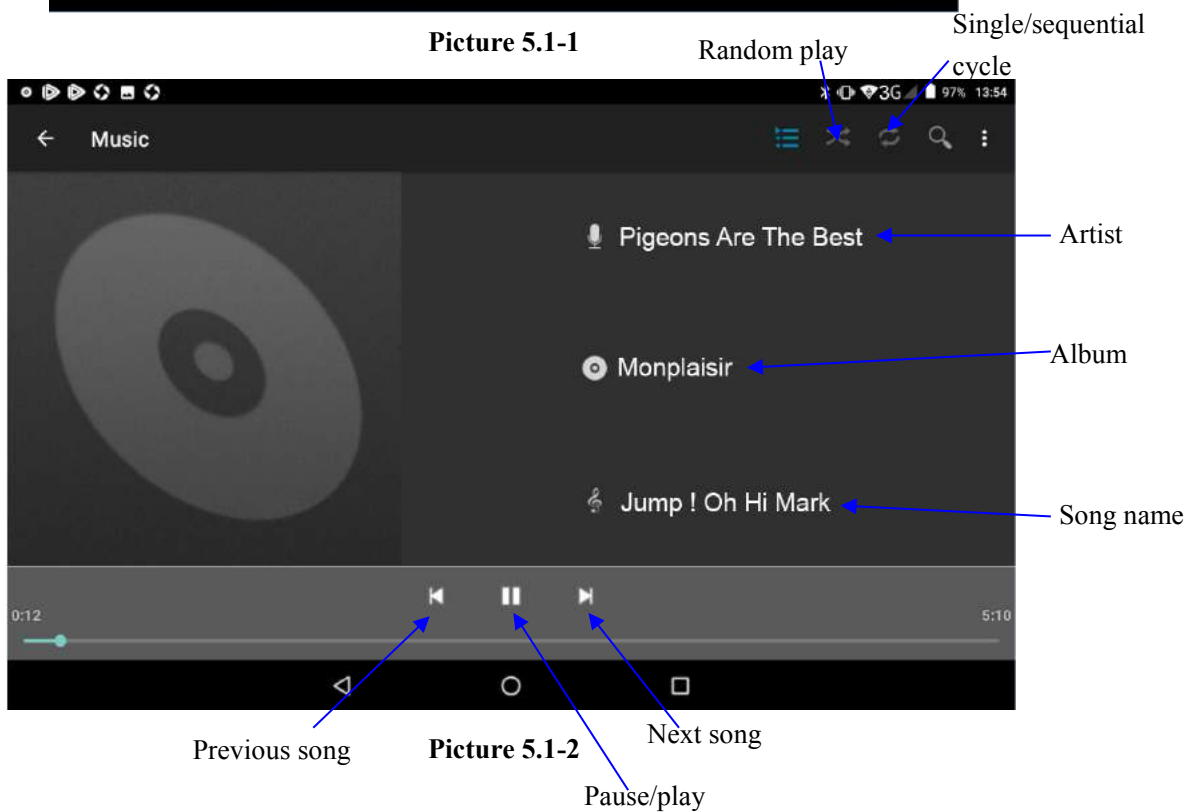 Picture 5.1-1
Random play
Single/sequential
cycle
3G 97% 13:54
Music
Pigeons Are The Best
Artist
Monplaisir
Album
Jump ! Oh Hi Mark
Song name
0:12
5:10
Previous song
Picture 5.1-2
Next song
Pause/play